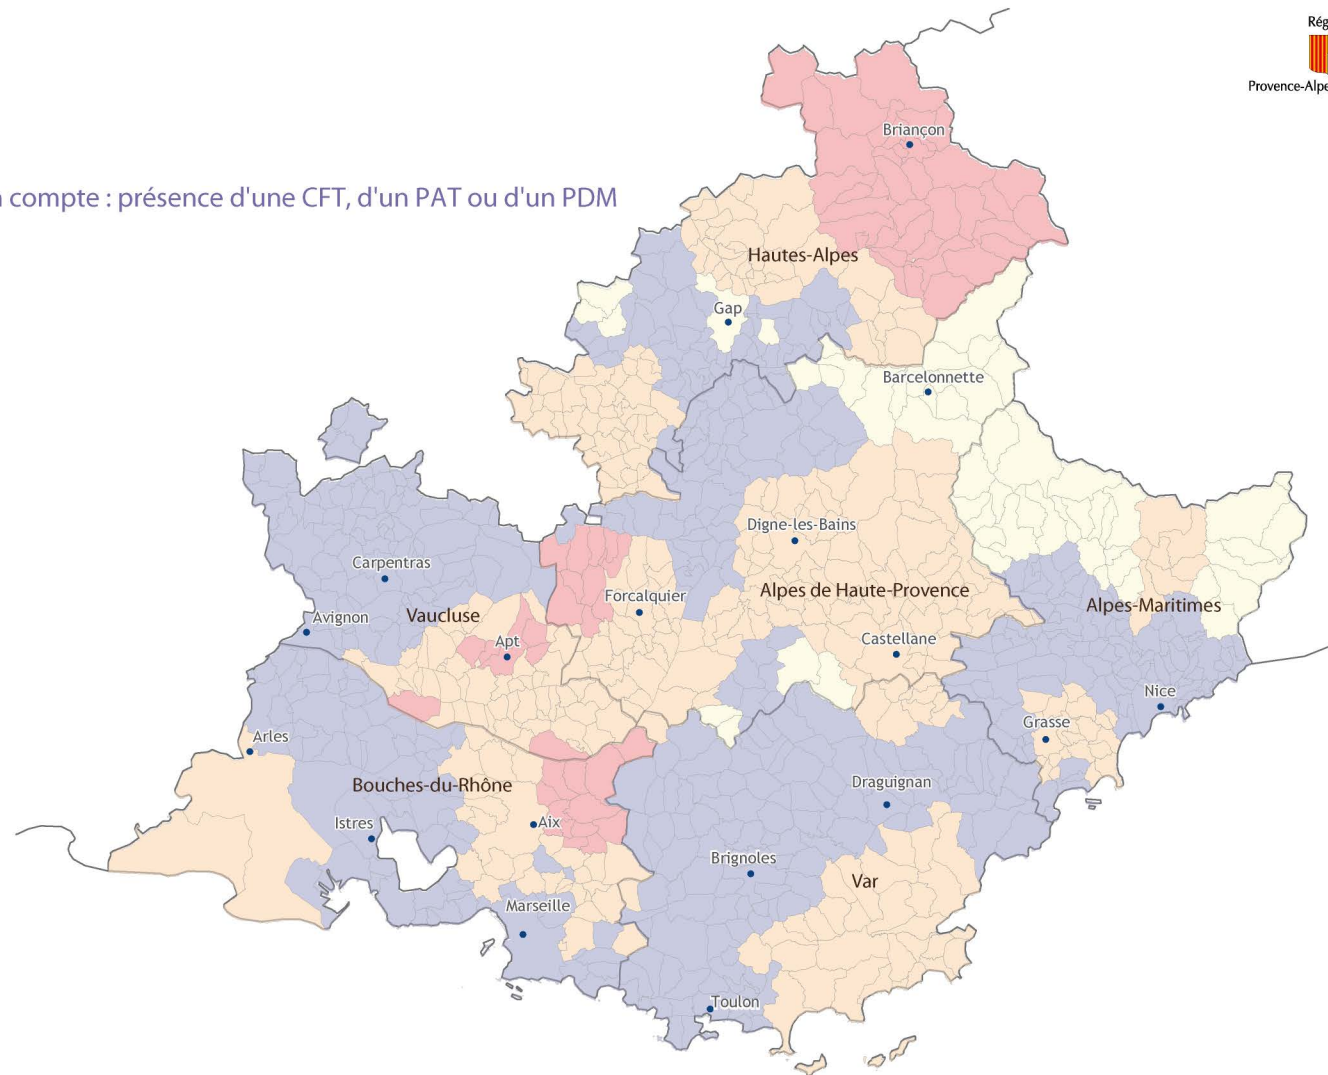 Rég
Provence-Alpe
compte : présence d'une CFT, d'un PAT ou d'un PDM
Briançon
Hautes-Alpes
Gap
Barcelonnette
Digne-les-Bains
Carpentras
Alpes de Haute-Provence
Forcalquier
Alpes-Maritimes
Avignon
Vaucluse
Apt
Castellane
Nice
Grasse
Arles
Bouches-du-Rhône
Draguignan
Istres
Aix
Brignoles
Var
Marseille
Toulon